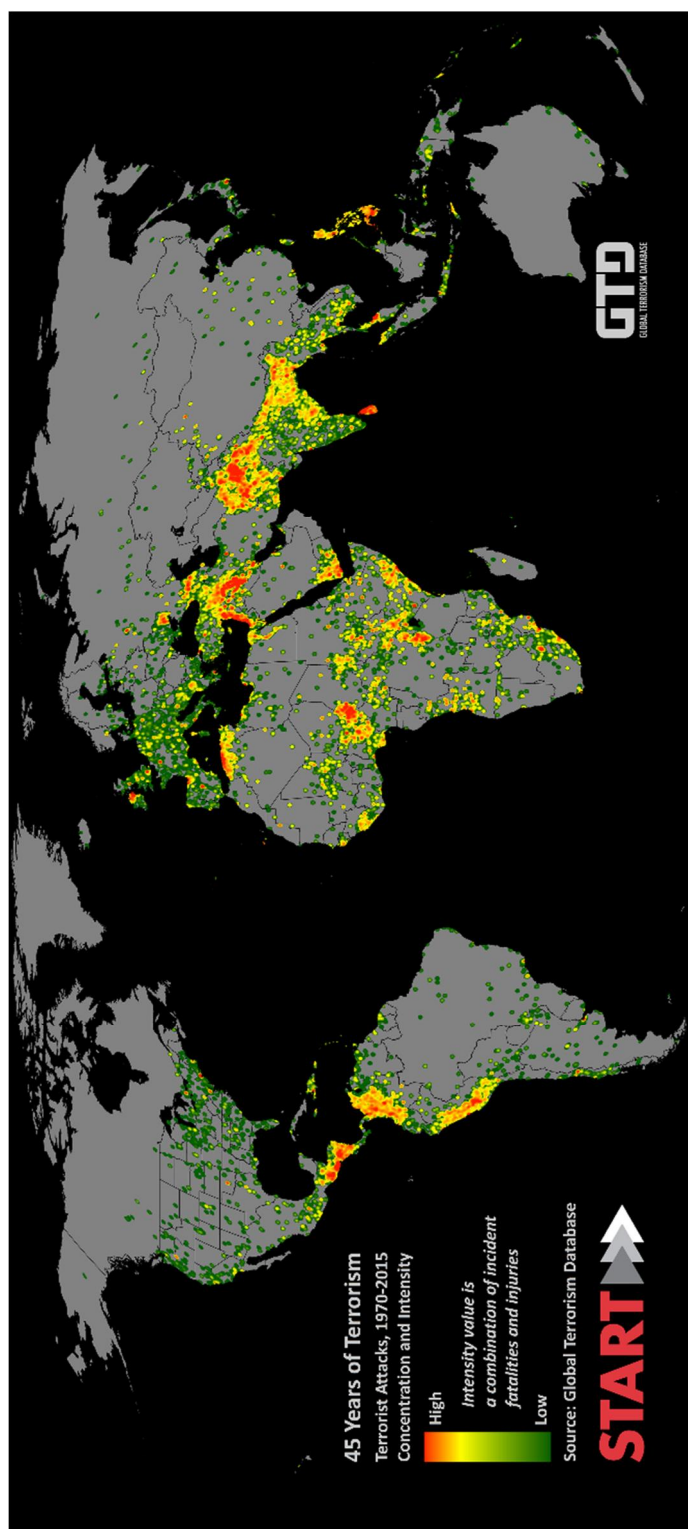 45 Years of Terrorism
Terrorist Attacks, 1970-2015
Concentration and Intensity
High
Intensity value is
a combination of incident
fatalities and injuries
Low
Source: Global Terrorism Database
START
GTD
GLOBAL TERRORISM DATABASE